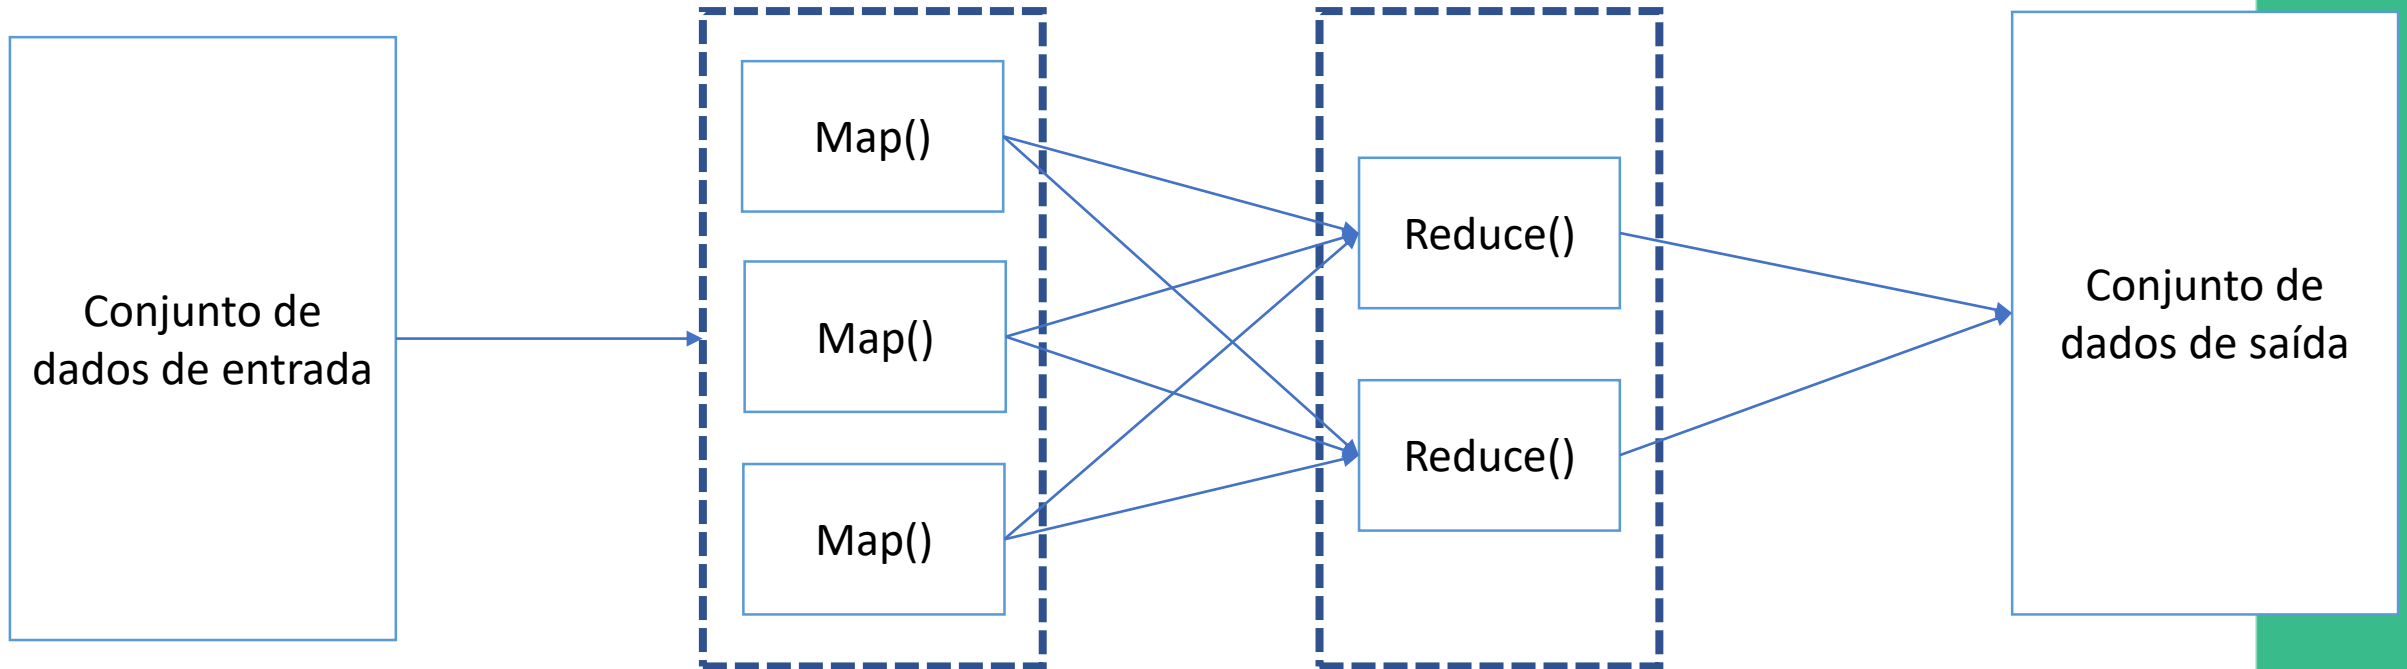 Conjunto de
dados de entrada
Map()
Map()
Map()
Reduce()
Reduce()
Conjunto de
dados de saída